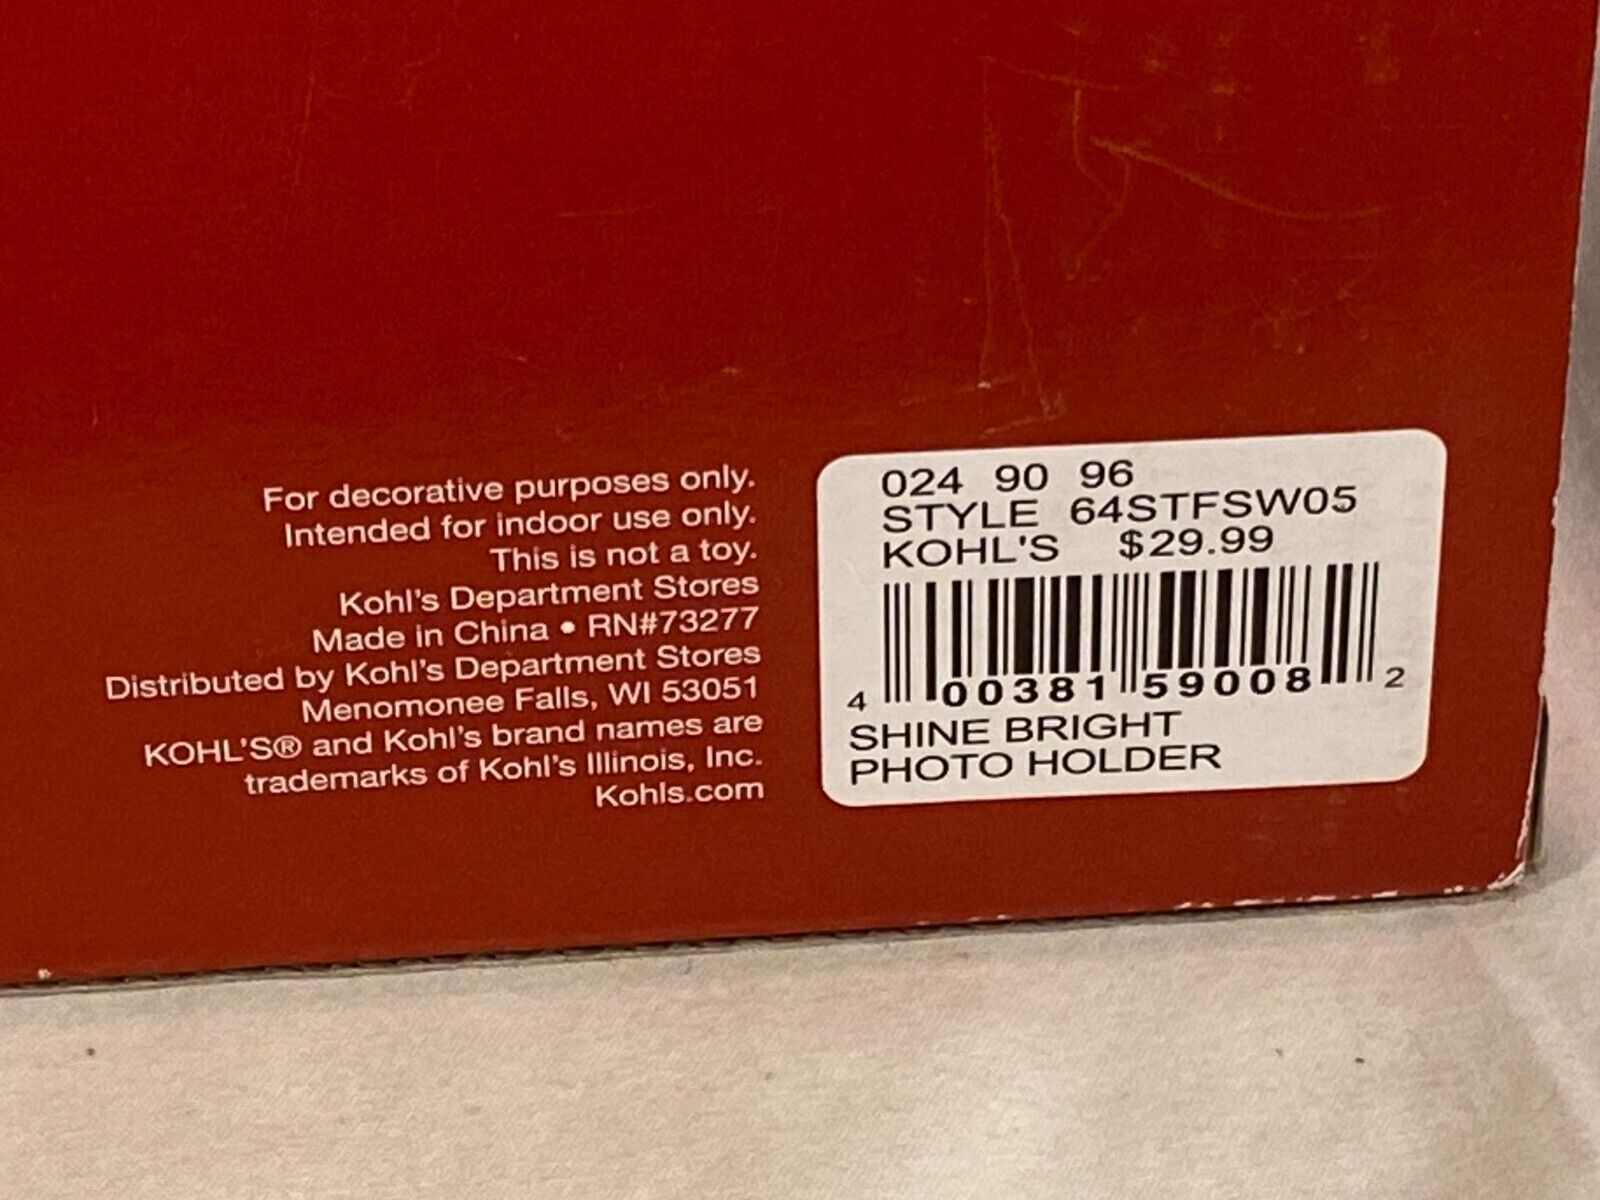 For decorative purposes only.
Intended for indoor use only.
This is not a toy.
Kohl's Department Stores
Made in China • RN#73277
Distributed by Kohl's Department Stores
Menomonee Falls, WI 53051
KOHL'S® and Kohl's brand names are
trademarks of Kohl's Illinois, Inc.
Kohls.com
024 90 96
STYLE 64STFSW05
KOHL'S $29.99
4 00381 59008 2
SHINE BRIGHT
PHOTO HOLDER